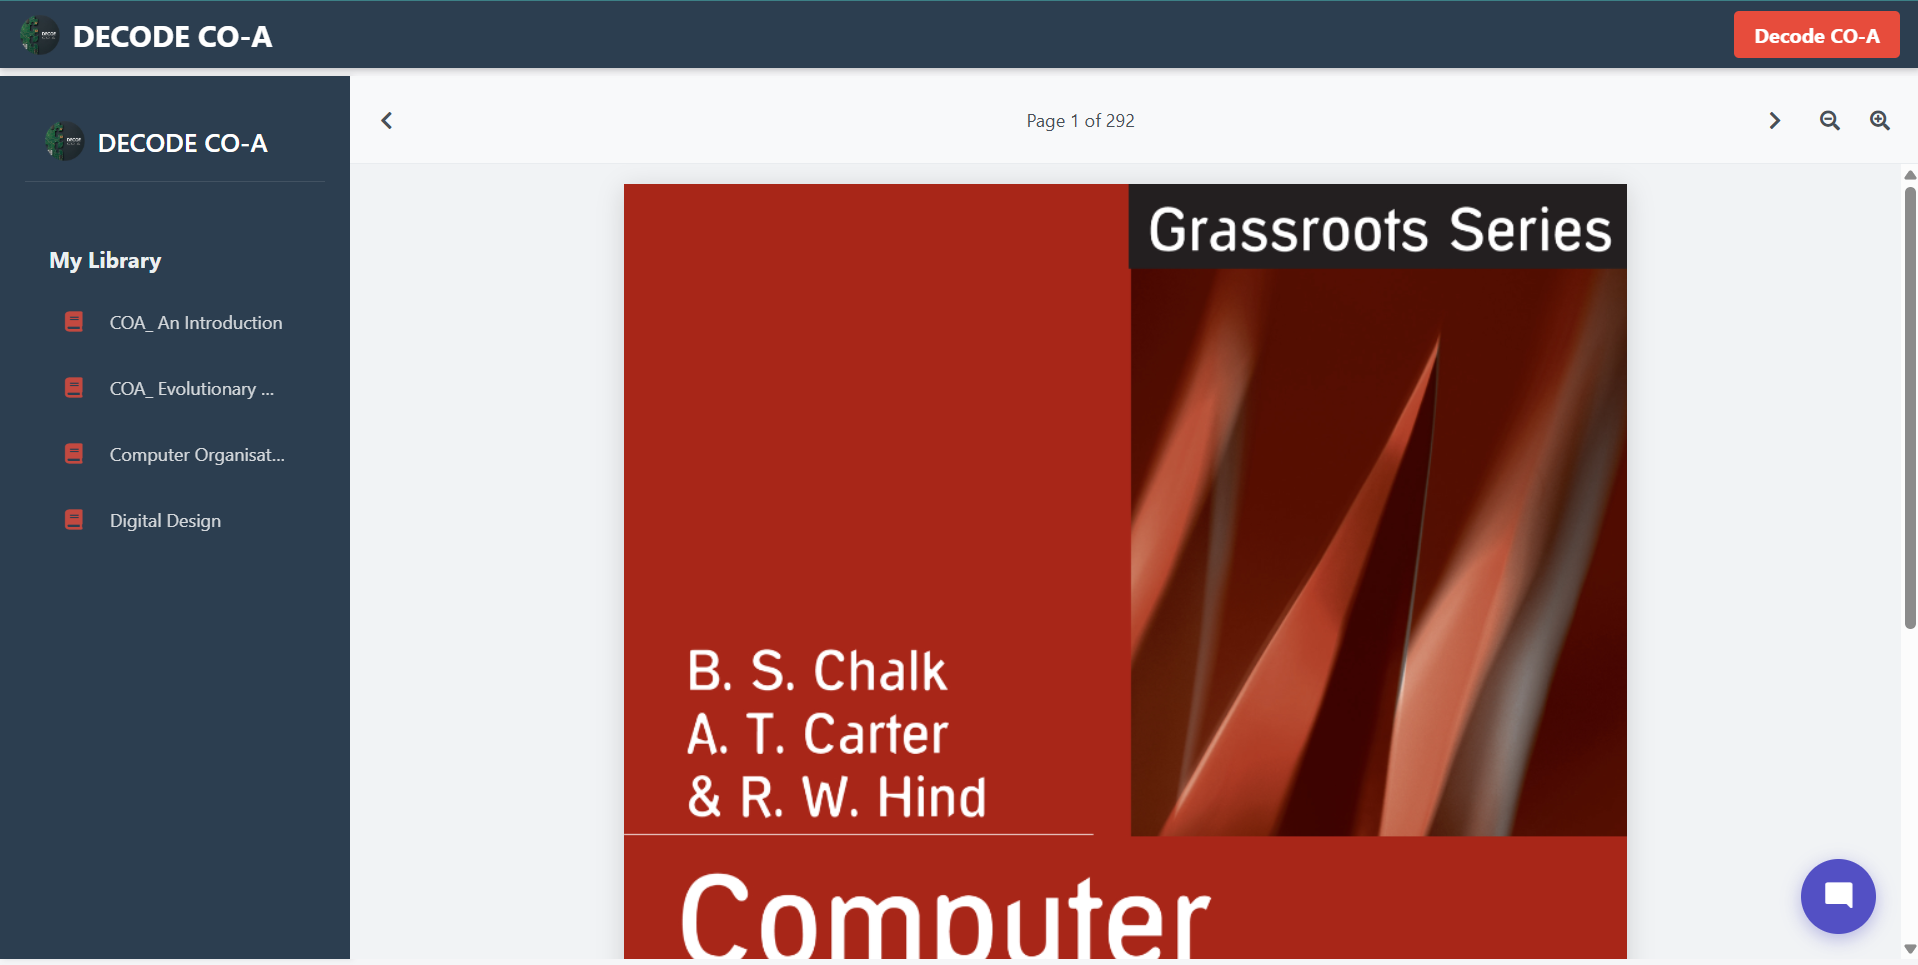 DECODE CO-A
Decode CO-A
DECODE CO-A
My Library
COA_ An Introduction
COA_ Evolutionary ...
Computer Organisat...
Digital Design
Page 1 of 292
Grassroots Series
B. S. Chalk
A. T. Carter
& R. W. Hind
Computer